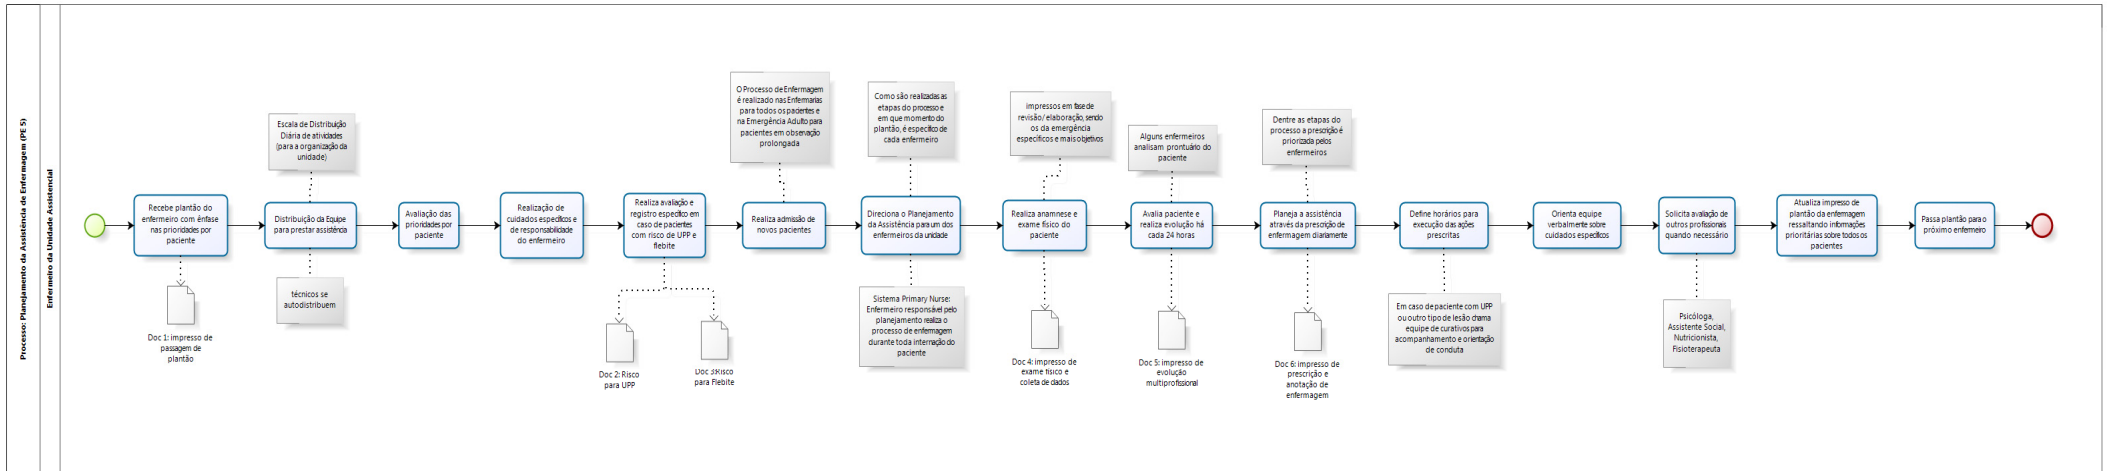 Processo: Planejamento da Assistência de Enfermagem (PE 5)
Enfermeiro da Unidade Assistencial
Recebe plantão do
enfermeiro com ênfase
nas prioridades por
paciente
Doc 1: impresso de
passagem de
plantão
Escala de Distribuição
Diária de atividades
(para a organização da
unidade)
Distribuição da Equipe
para prestar assistência
técnicos se
autodistribuem
Avaliação das
prioridades por
paciente
Realização de
cuidados específicos e
de responsabilidade
do enfermeiro
Realiza avaliação e
registro específico em
caso de pacientes
com risco de UPP e
flebite
Doc 2: Risco
para UPP
Doc 3:Risco
para Flebite
O Processo de Enfermagem
é realizado nas Enfermarias
para todos os pacientes e
na Emergência Adulto para
pacientes em observação
prolongada
Realiza admissão de
novos pacientes
Como são realizadas as
etapas do processo e
em que momento do
plantão, é específico de
cada enfermeiro
Direciona o Planejamento
da Assistência para um dos
enfermeiros da unidade
Sistema Primary Nurse:
Enfermeiro responsável pelo
planejamento realiza o
processo de enfermagem
durante toda internação do
paciente
impressos em fase de
revisão/ elaboração, sendo
os da emergência
específicos e mais objetivos
Realiza anamnese e
exame físico do
paciente
Doc 4: impresso de
exame físico e
coleta de dados
Alguns enfermeiros
analisam prontuário do
paciente
Avalia paciente e
realiza evolução há
cada 24 horas
Doc 5: impresso de
evolução
multiprofissional
Dentre as etapas do
processo a prescrição é
priorizada pelos
enfermeiros
Planeja a assistência
através da prescrição de
enfermagem diariamente
Doc 6: impresso de
prescrição e
anotação de
enfermagem
Define horários para
execução das ações
prescritas
Em caso de paciente com UPP
ou outro tipo de lesão chama
equipe de curativos para
acompanhamento e orientação
de conduta
Orienta equipe
verbalmente sobre
cuidados específicos
Solicita avaliação de
outros profissionais
quando necessário
Psicóloga,
Assistente Social,
Nutricionista,
Fisioterapeuta
Atualiza impresso de
plantão da enfermagem
ressaltando informações
prioritárias sobre todos os
pacientes
Passa plantão para o
próximo enfermeiro